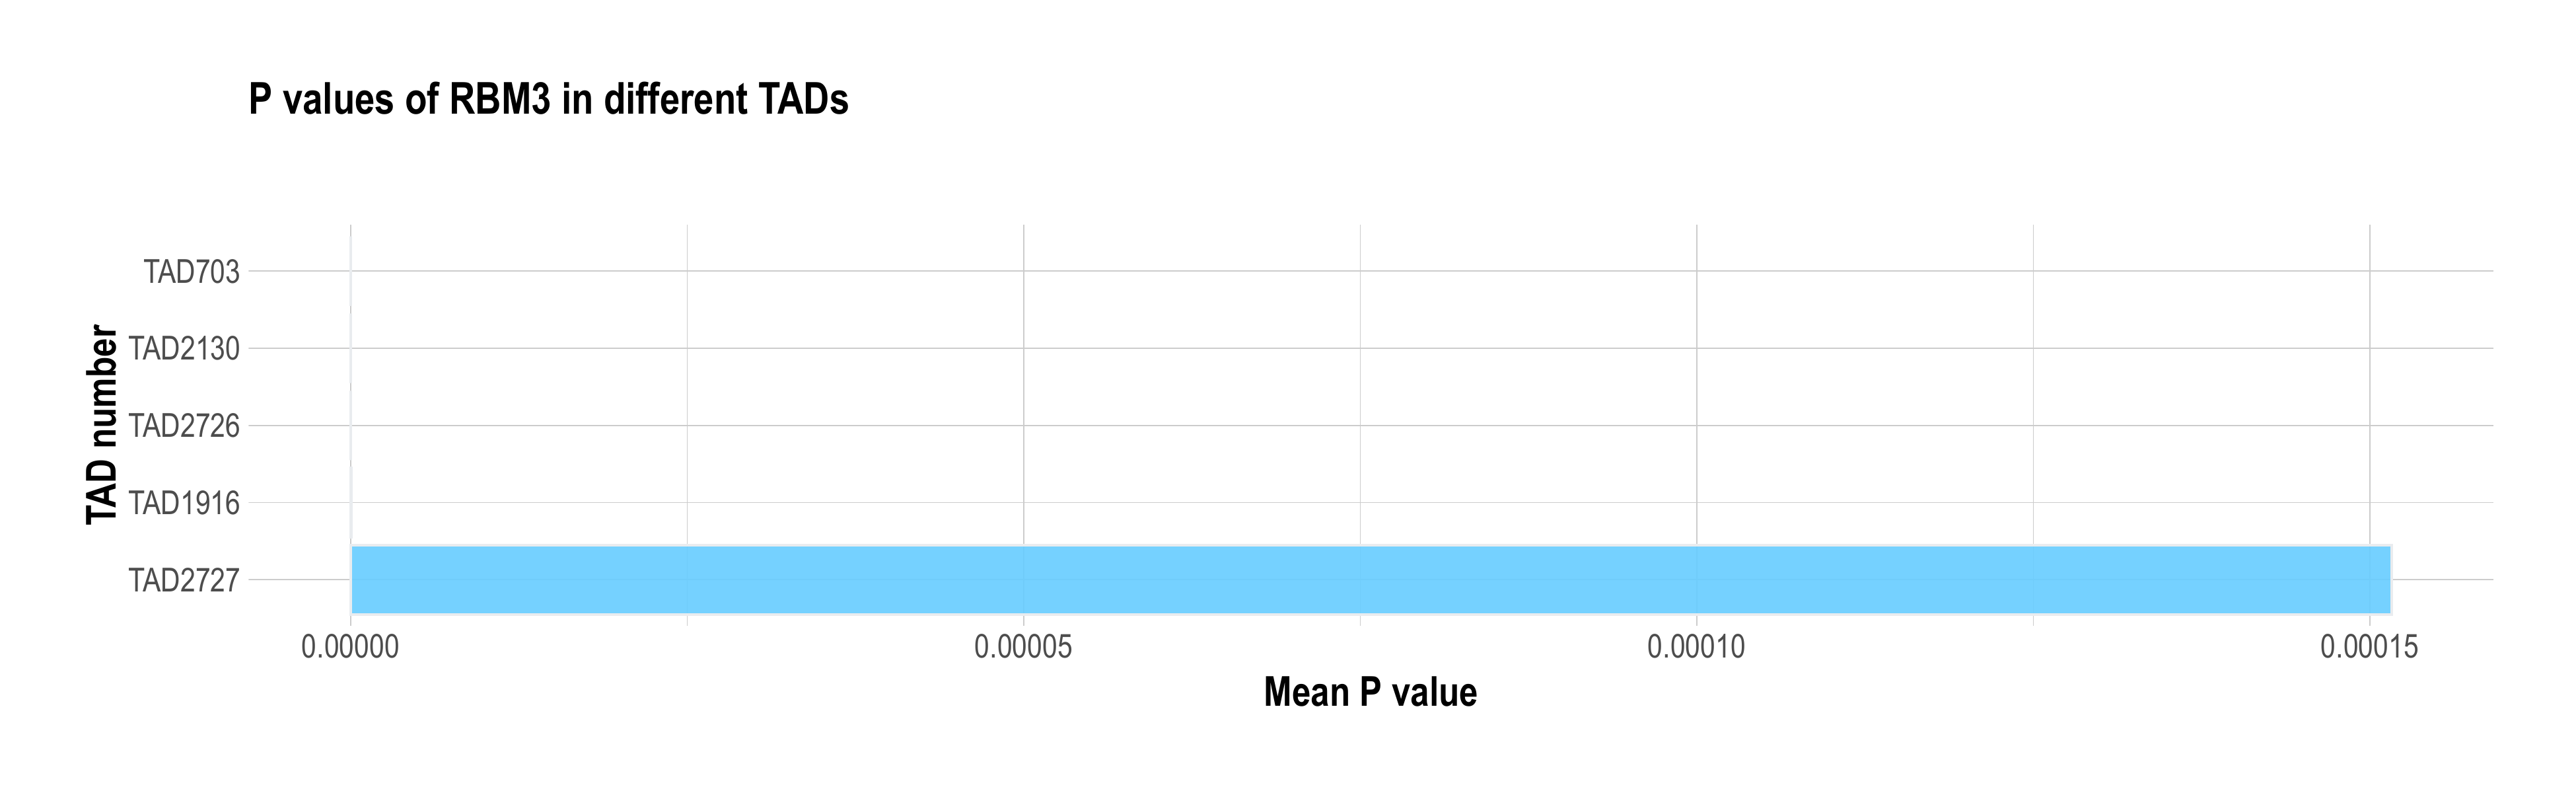 P values of RBM3 in different TADs
TAD number
TAD703
TAD2130
TAD2726
TAD1916
TAD2727
0.00000
0.00005
0.00010
0.00015
Mean P value